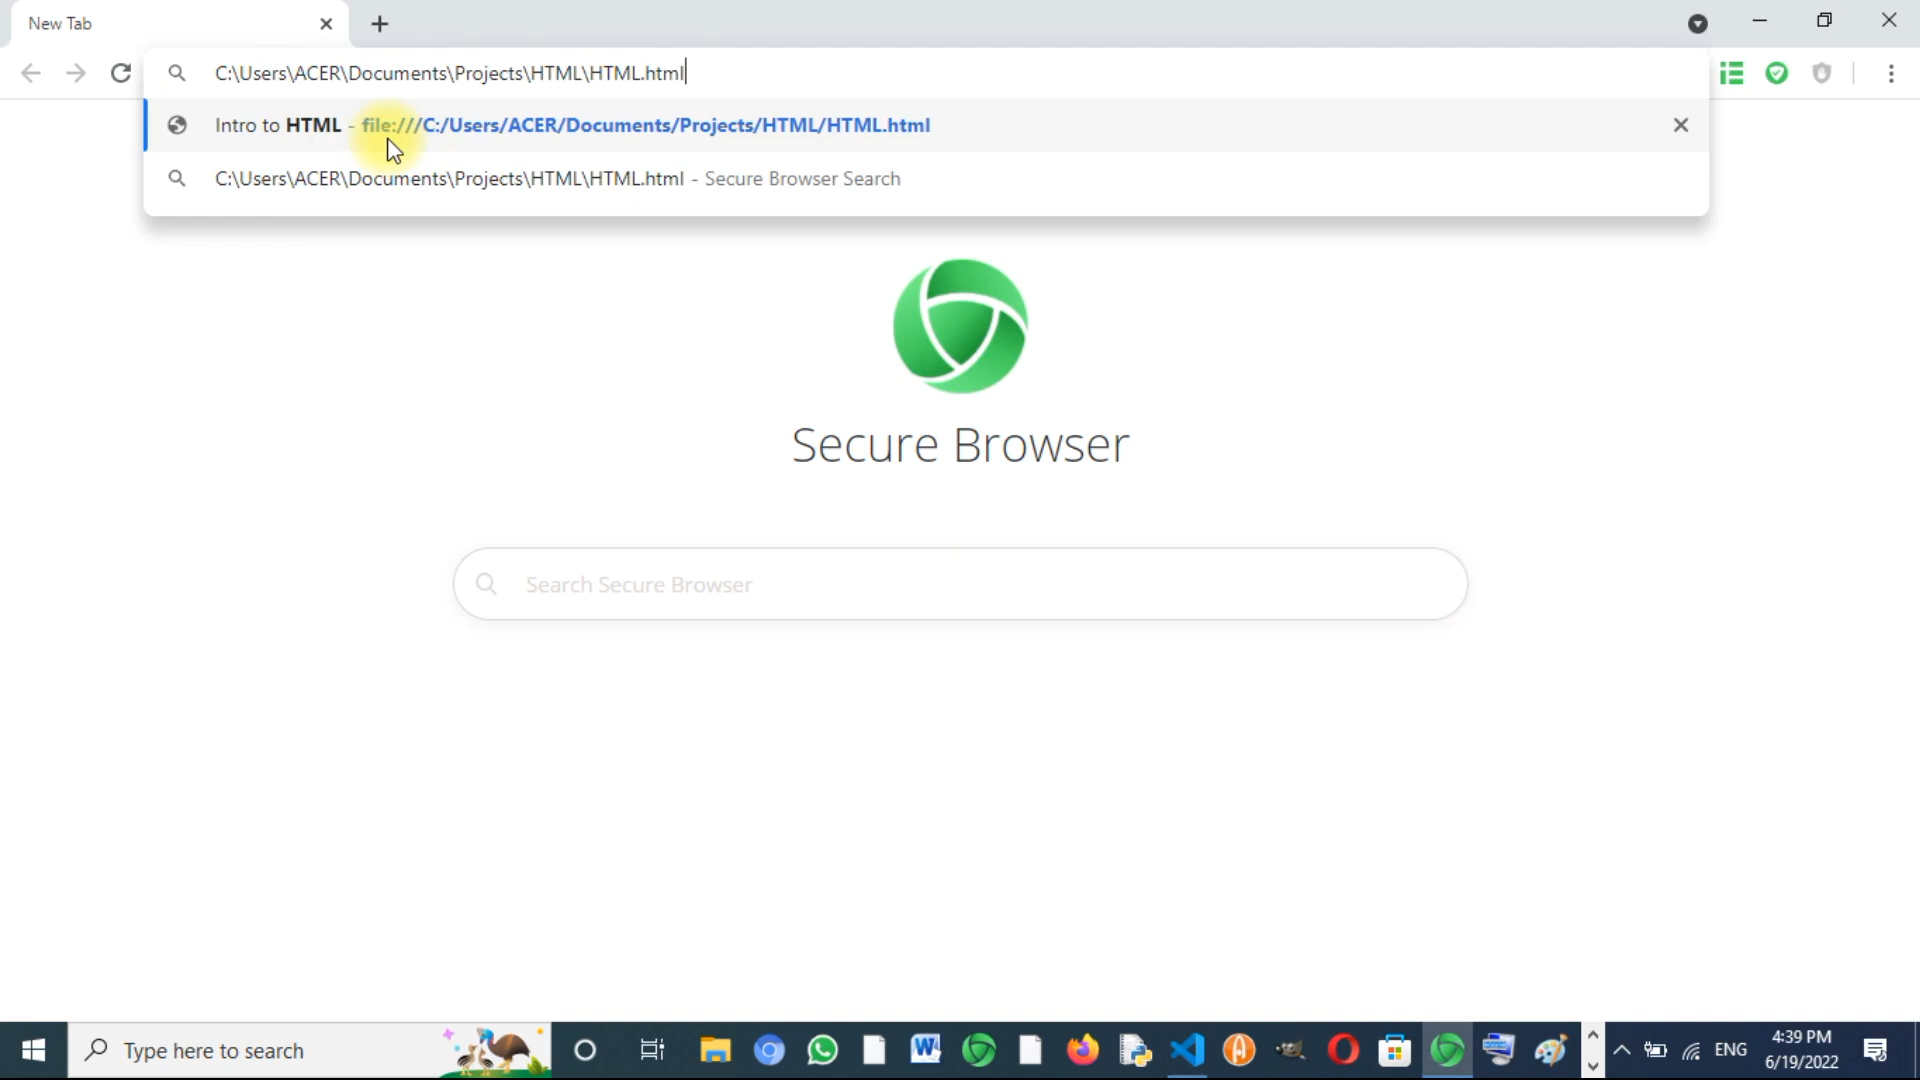 New Tab
C:\Users\ACER\Documents\Projects\HTML\HTML.html
Intro to HTML - file:///C:/Users/ACER/Documents/Projects/HTML/HTML.html
C:\Users\ACER\Documents\Projects\HTML\HTML.html - Secure Browser Search
Secure Browser
Search Secure Browser
Type here to search
ENG
4:39 PM
6/19/2022